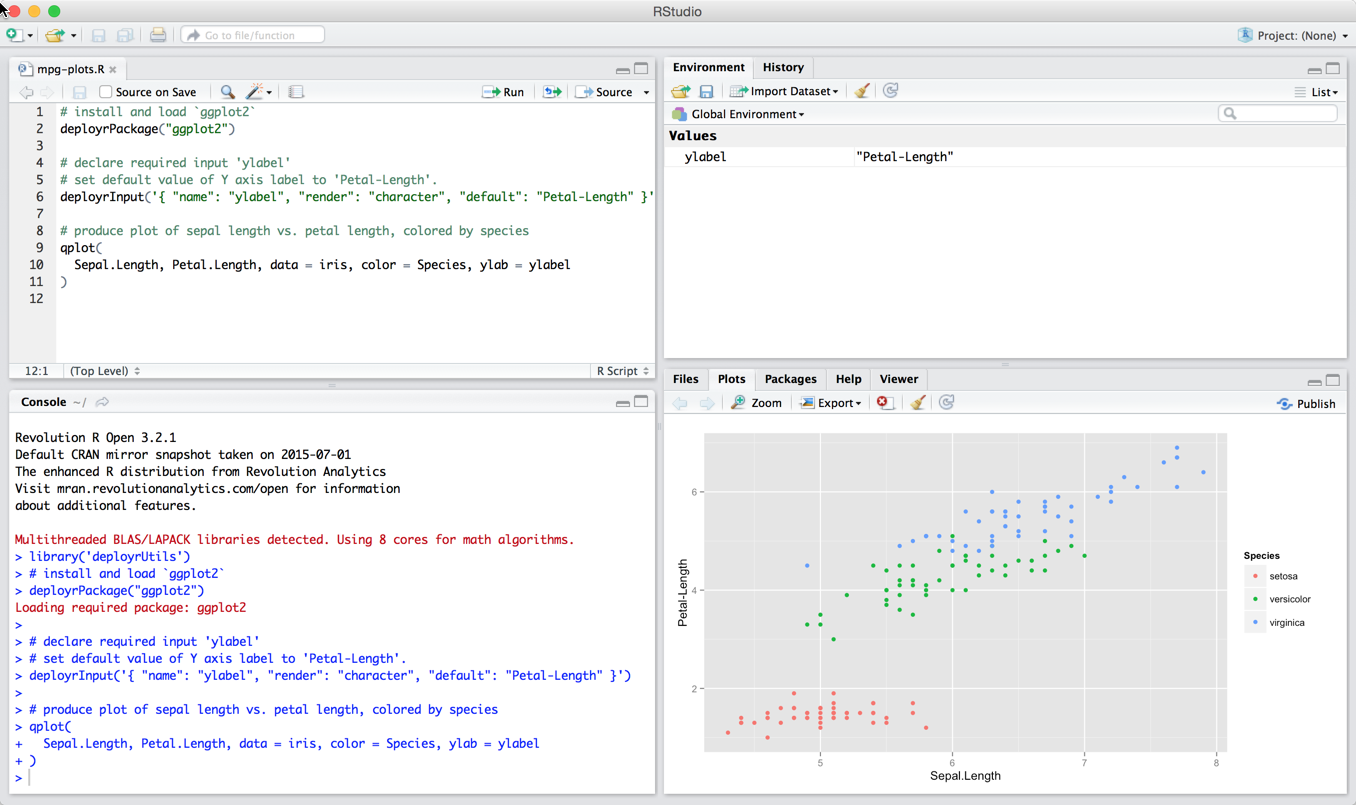 RStudio
Go to file/function
Project: (None)
mpg-plots.R
Source on Save
Run
Source
1 # install and load `ggplot2`
2 deployrPackage("ggplot2")
3
4 # declare required input 'ylabel'
5 # set default value of Y axis label to 'Petal-Length'.
6 deployrInput('{ "name": "ylabel", "render": "character", "default": "Petal-Length" }'
7
8 # produce plot of sepal length vs. petal length, colored by species
9 qplot(
10 Sepal.Length, Petal.Length, data = iris, color = Species, ylab = ylabel
11 )
12
12:1 (Top Level) R Script
Console ~/
Revolution R Open 3.2.1
Default CRAN mirror snapshot taken on 2015-07-01
The enhanced R distribution from Revolution Analytics
Visit mran.revolutionanalytics.com/open for information
about additional features.
Multithreaded BLAS/LAPACK libraries detected. Using 8 cores for math algorithms.
> library('deployrUtils')
> # install and load `ggplot2`
> deployrPackage("ggplot2")
Loading required package: ggplot2
>
> # declare required input 'ylabel'
> # set default value of Y axis label to 'Petal-Length'.
> deployrInput('{ "name": "ylabel", "render": "character", "default": "Petal-Length" }')
>
> # produce plot of sepal length vs. petal length, colored by species
> qplot(
+ Sepal.Length, Petal.Length, data = iris, color = Species, ylab = ylabel
+ )
>
Environment History
Import Dataset List
Global Environment
Values
ylabel "Petal-Length"
Files Plots Packages Help Viewer
Zoom Export Publish
6
4
2
Petal-Length
5 6 7 8
Sepal.Length
Species
setosa
versicolor
virginica